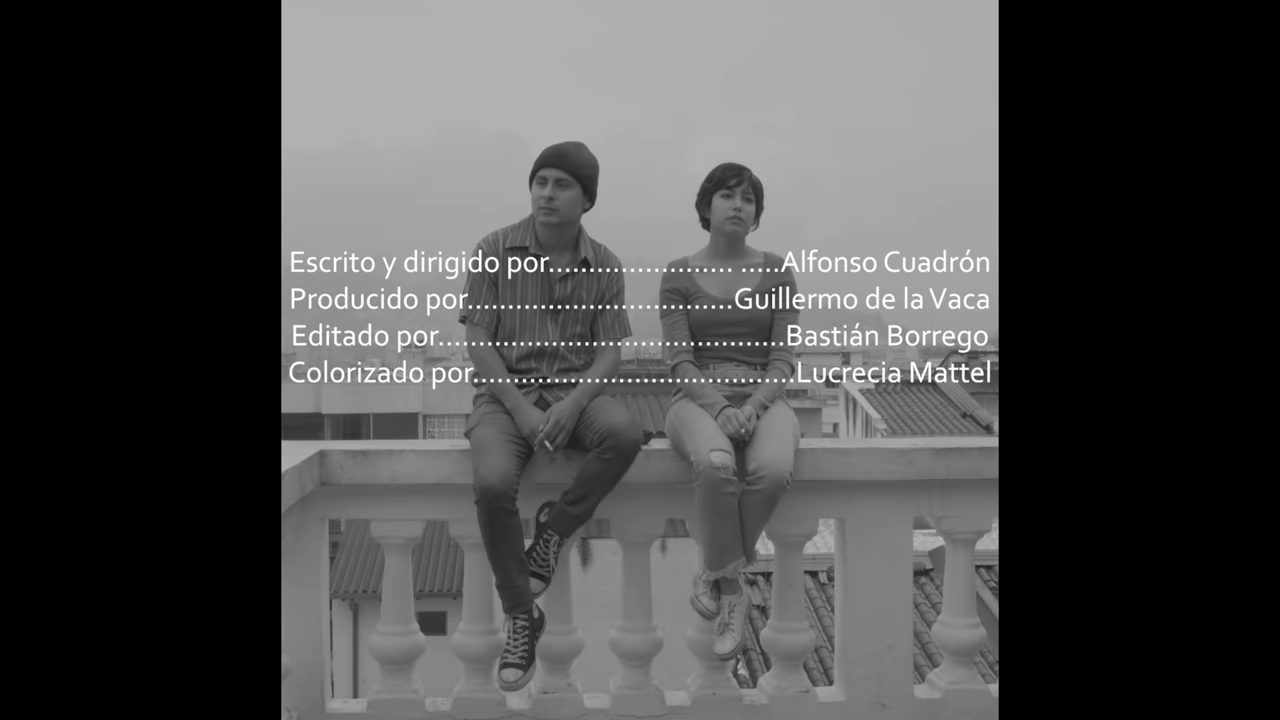 Escrito y dirigido por....................... .....Alfonso Cuadrón
Producido por.................................Guillermo de la Vaca
Editado por...........................................Bastián Borrego
Colorizado por........................................Lucrecia Mattel